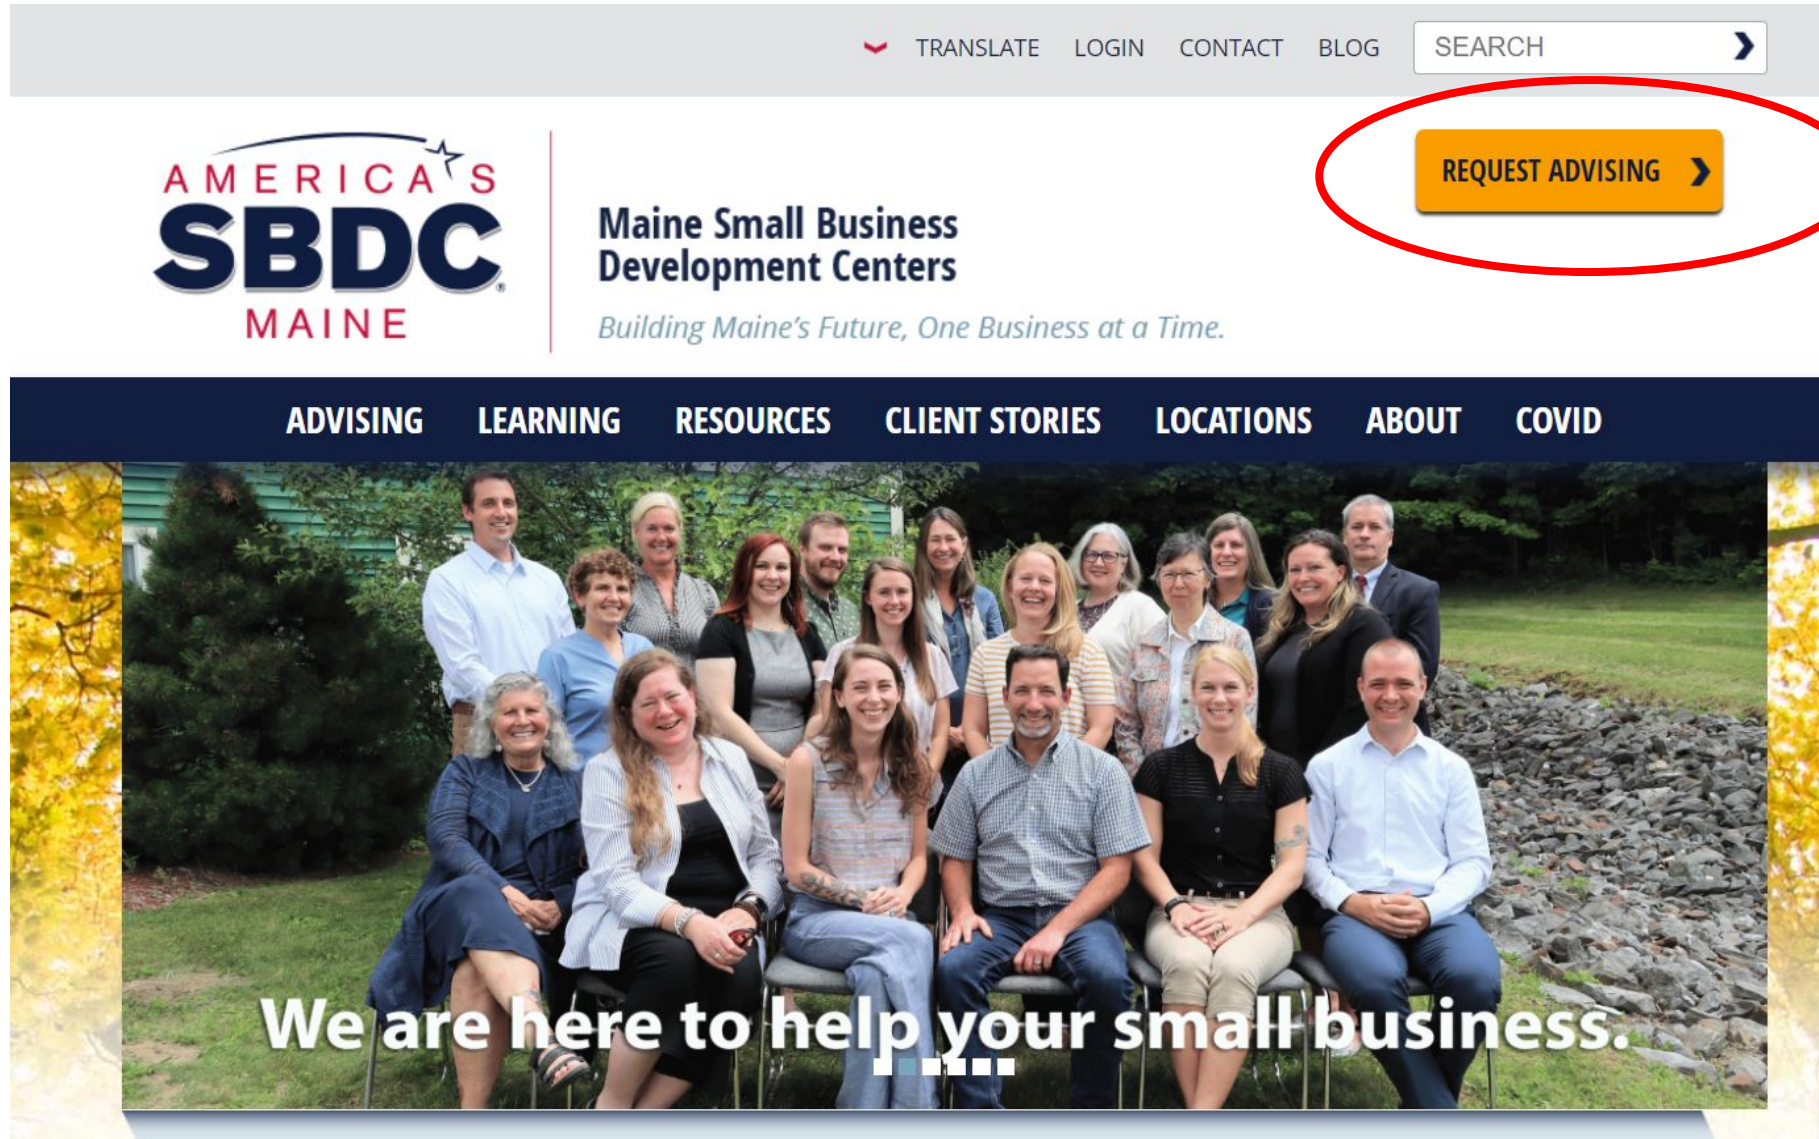 TRANSLATE LOGIN CONTACT BLOG SEARCH
REQUEST ADVISING
AMERICA'S
SBDC
MAINE
Maine Small Business
Development Centers
Building Maine's Future, One Business at a Time.
ADVISING LEARNING RESOURCES CLIENT STORIES LOCATIONS ABOUT COVID
We are here to help your small business.